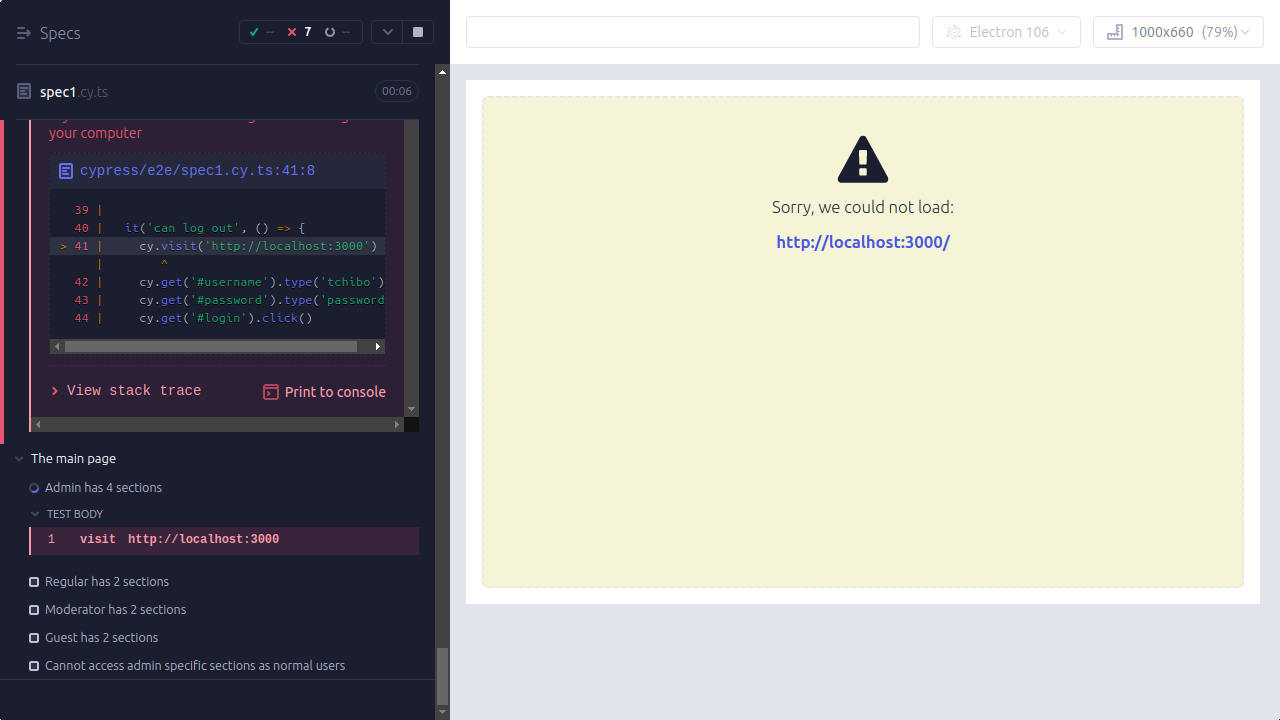 Specs
--
7
--
Electron 106
1000x660 (79%)
spec1.cy.ts
00:06
your computer
cypress/e2e/spec1.cy.ts:41:8
39 |
40 |   it('can log out', () => {
> 41 |     cy.visit('http://localhost:3000')
|        ^
42 |     cy.get('#username').type('tchibo')
43 |     cy.get('#password').type('password
44 |     cy.get('#login').click()
View stack trace
Print to console
The main page
Admin has 4 sections
TEST BODY
1 visit http://localhost:3000
Regular has 2 sections
Moderator has 2 sections
Guest has 2 sections
Cannot access admin specific sections as normal users
Sorry, we could not load:
http://localhost:3000/